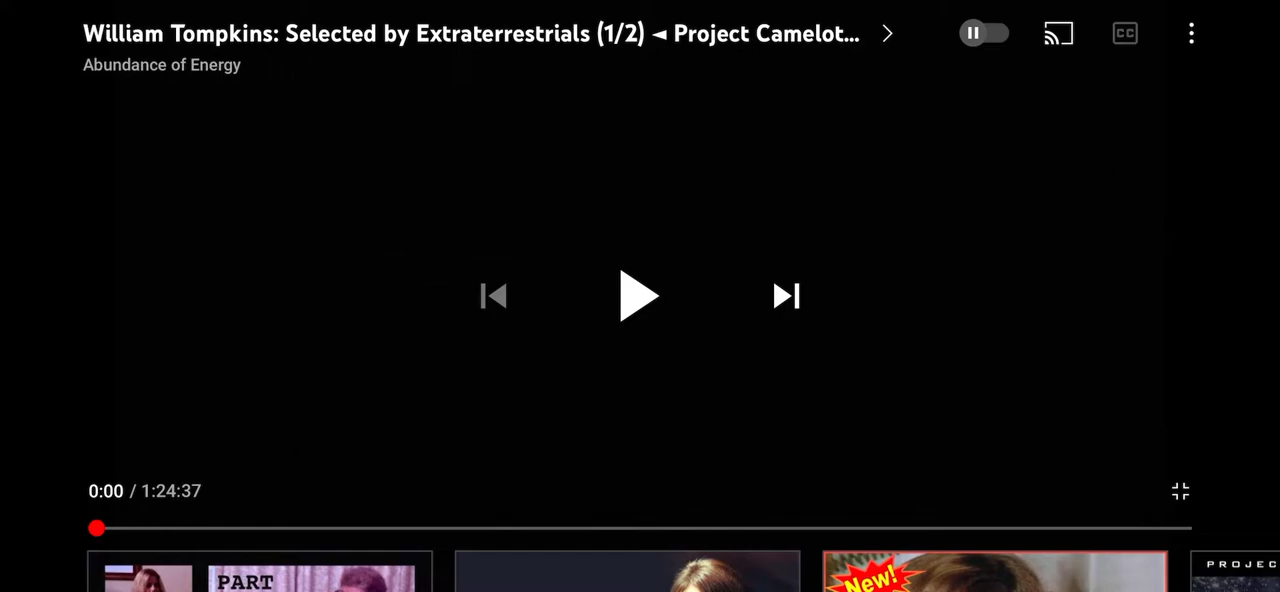 William Tompkins: Selected by Extraterrestrials (1/2) ◄ Project Camelot...
Abundance of Energy
CC
0:00 / 1:24:37
PART
New!
PROJEC